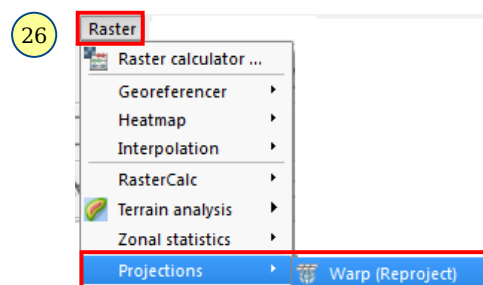 26
Raster
Raster calculator ...
Georeferencer
Heatmap
Interpolation
RasterCalc
Terrain analysis
Zonal statistics
Projections
Warp (Reproject)